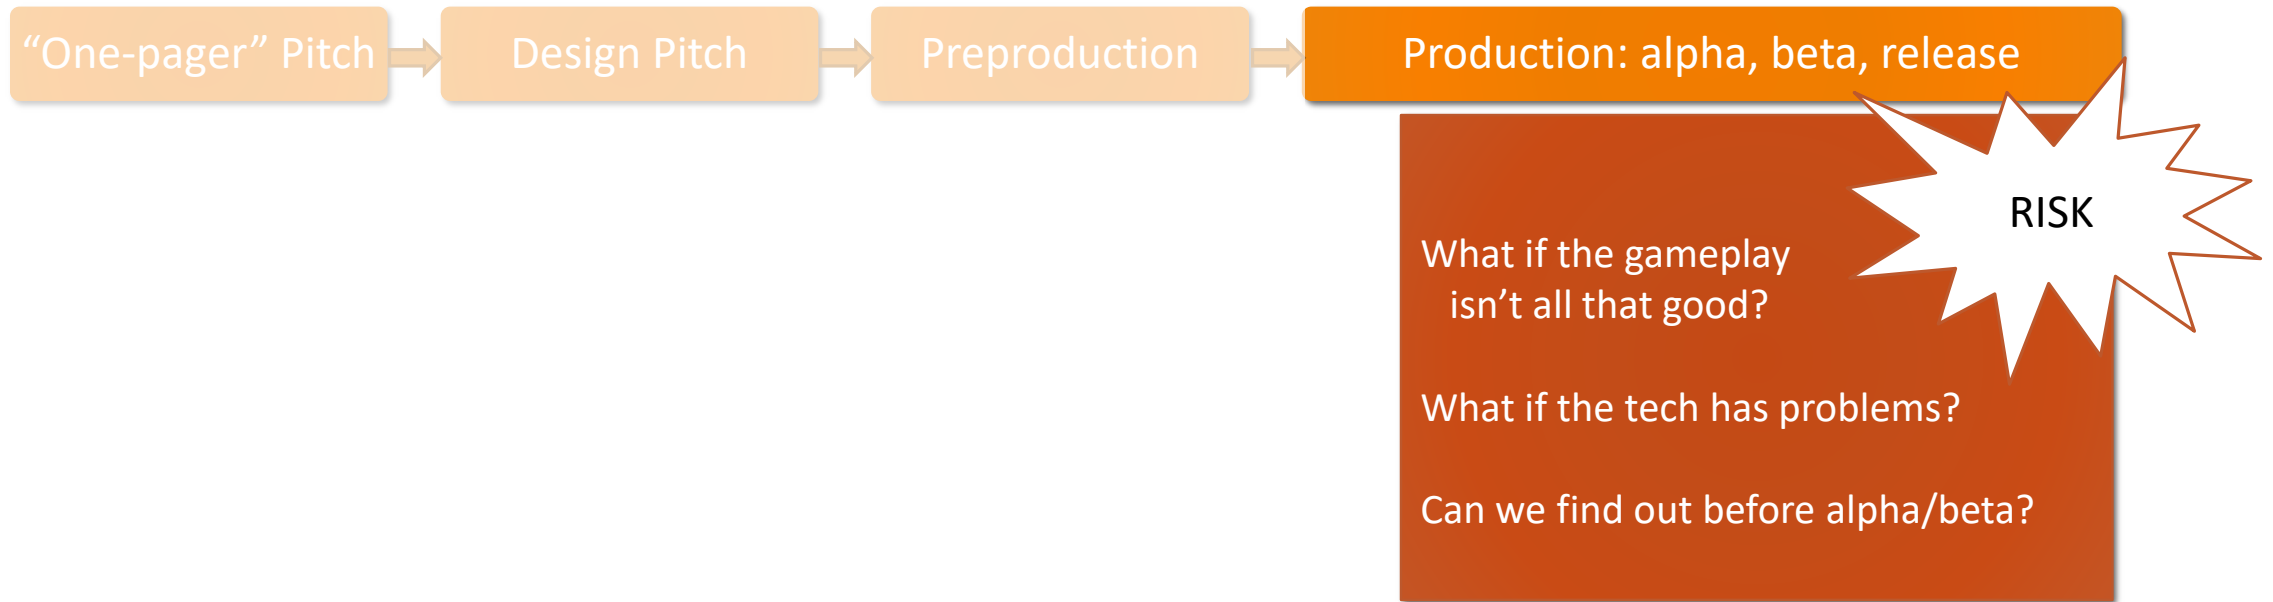 “One-pager” Pitch
Design Pitch
Preproduction
Production: alpha, beta, release
RISK
What if the gameplay
isn’t all that good?
What if the tech has problems?
Can we find out before alpha/beta?